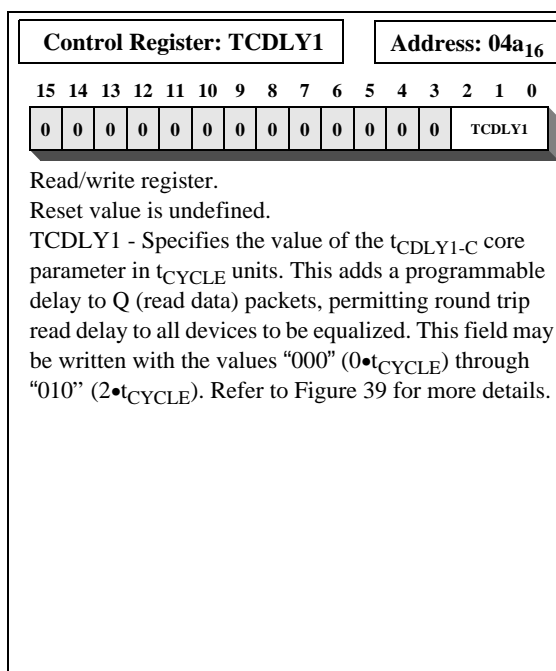 Control Register: TCDLY1 Address: 04a16
15 14 13 12 11 10 9 8 7 6 5 4 3 2 1 0
0 0 0 0 0 0 0 0 0 0 0 0 0 TCDLY1
Read/write register.
Reset value is undefined.
TCDLY1 - Specifies the value of the tCDLY1-C core
parameter in tCYCLE units. This adds a programmable
delay to Q (read data) packets, permitting round trip
read delay to all devices to be equalized. This field may
be written with the values “000” (0•tCYCLE) through
“010” (2•tCYCLE). Refer to Figure 39 for more details.